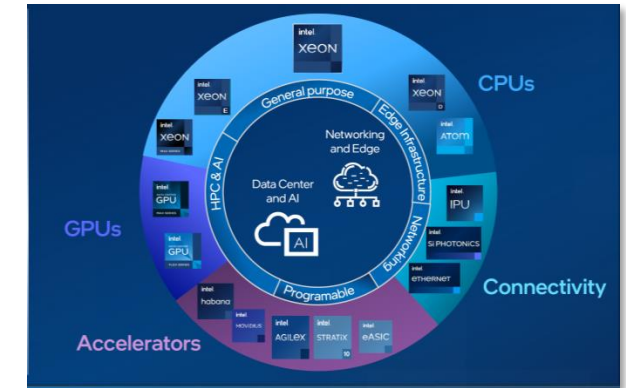 intel
XEON
intel
XEON
E
intel
XEON
D
intel
XEON
intel
ATOM
CPUs
General purpose
Edge Infrastructure
HPC & AI
Networking
Programable
Networking
and Edge
Data Center
and AI
AI
intel
GPU
intel
GPU
GPUs
intel
IPU
intel
Si PHOTONICS
intel
ETHERNET
Connectivity
intel
habana
intel
MOVIDIUS
intel
AGILEX
intel
STRATIX
10
intel
eASIC
Accelerators